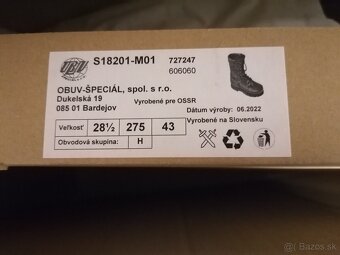 OBUV
S18201-M01
727247
606060
OBUV-ŠPECIÁL, spol. s r.o.
Dukelská 19
085 01 Bardejov
Vyrobené pre OSSR
Dátum výroby: 06.2022
Vyrobené na Slovensku
Veľkosť 28½ 275 43
Obvodová skupina: H
Bazos.sk